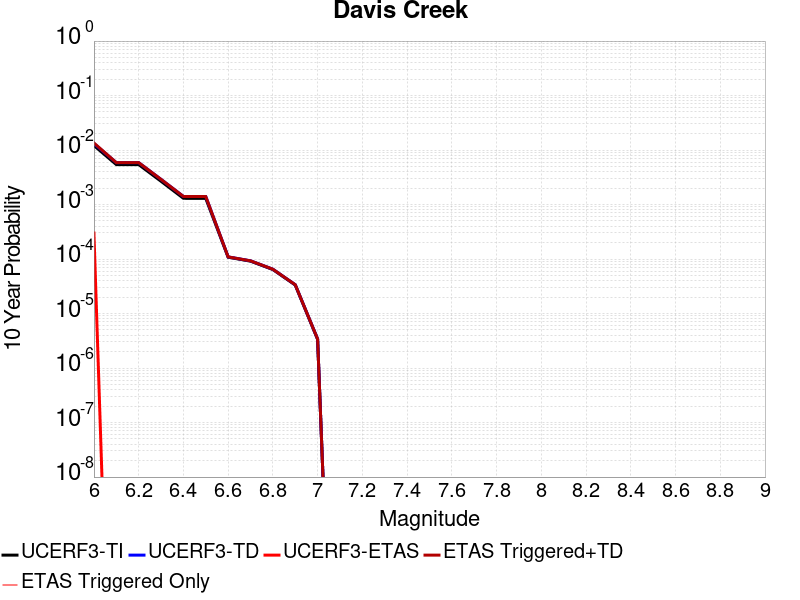 Davis Creek
10 Year Probability
10^0
10^-1
10^-2
10^-3
10^-4
10^-5
10^-6
10^-7
10^-8
6 6.2 6.4 6.6 6.8 7 7.2 7.4 7.6 7.8 8 8.2 8.4 8.6 8.8 9
Magnitude
UCERF3-TI UCERF3-TD UCERF3-ETAS ETAS Triggered+TD
ETAS Triggered Only